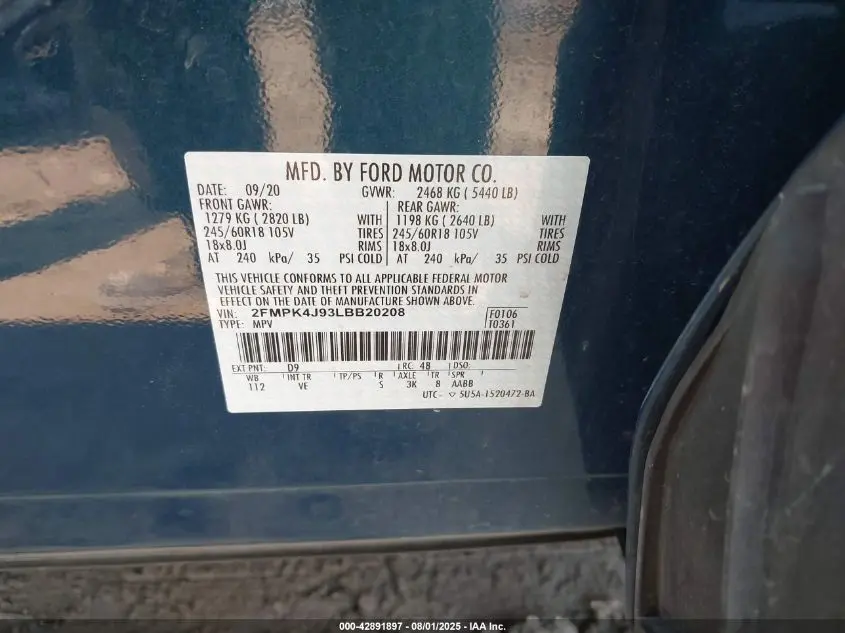 MFD. BY FORD MOTOR CO.
DATE: 09/20 GVWR: 2468 KG ( 5440 LB)
FRONT GAWR: REAR GAWR:
1279 KG ( 2820 LB) WITH 1198 KG ( 2640 LB) WITH
245/60R18 105V TIRES 245/60R18 105V TIRES
18x8.0J RIMS 18x8.0J RIMS
AT 240 kPa/ 35 PSI COLD AT 240 kPa/ 35 PSI COLD
THIS VEHICLE CONFORMS TO ALL APPLICABLE FEDERAL MOTOR
VEHICLE SAFETY AND THEFT PREVENTION STANDARDS IN
EFFECT ON THE DATE OF MANUFACTURE SHOWN ABOVE.
VIN: 2FMPK4J93LBB20208 F0106
TYPE: MPV T0361
EXT PNT: D9 RC: 48 DSO:
WB INT TR TP/PS R AXLE TR SPR
112 VE S 3K 8 AABB
UTC- ▽ 5U5A-1520472-BA
000-42891897 - 08/01/2025 - IAA Inc.